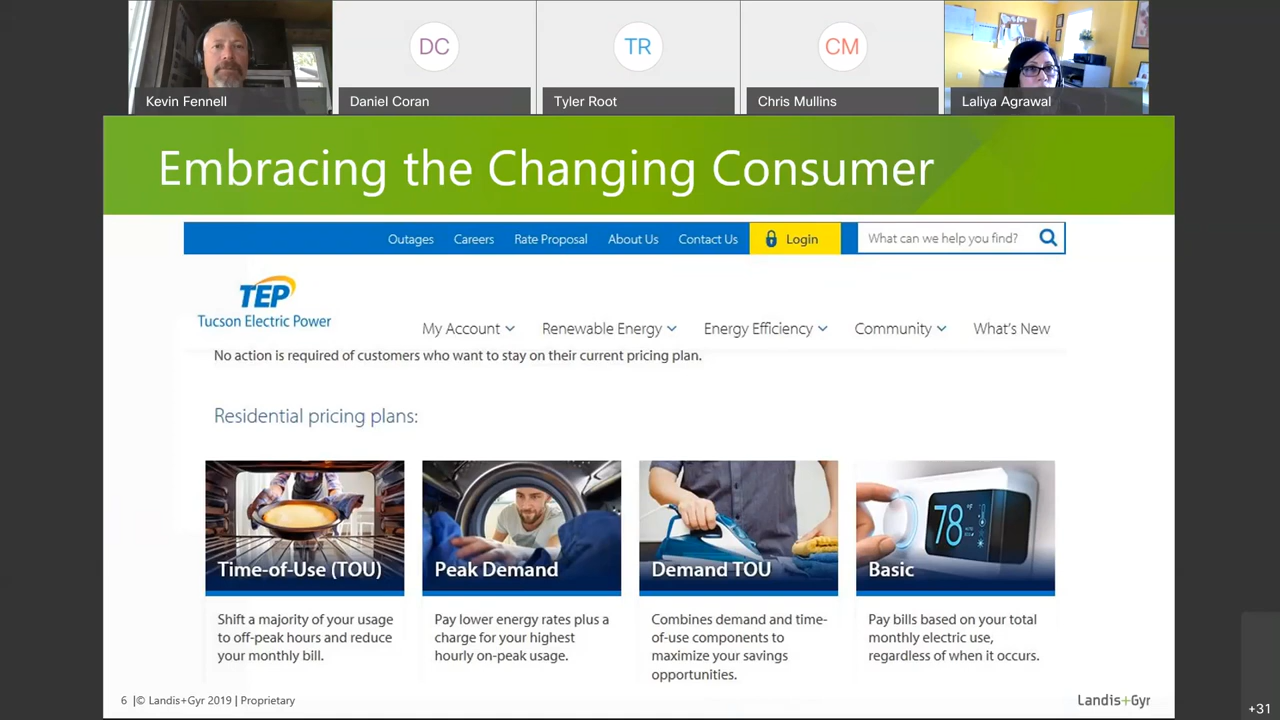 DC
TR
CM
Kevin Fennell
Daniel Coran
Tyler Root
Chris Mullins
Laliya Agrawal
Embracing the Changing Consumer
Outages Careers Rate Proposal About Us Contact Us Login What can we help you find?
TEP
Tucson Electric Power
My Account Renewable Energy Energy Efficiency Community What's New
No action is required of customers who want to stay on their current pricing plan.
Residential pricing plans:
78
Time-of-Use (TOU)
Peak Demand
Demand TOU
Basic
Shift a majority of your usage
to off-peak hours and reduce
your monthly bill.
Pay lower energy rates plus a
charge for your highest
hourly on-peak usage.
Combines demand and time-
of-use components to
maximize your savings
opportunities.
Pay bills based on your total
monthly electric use,
regardless of when it occurs.
6 |© Landis+Gyr 2019 | Proprietary
Landis+Gyr
+31